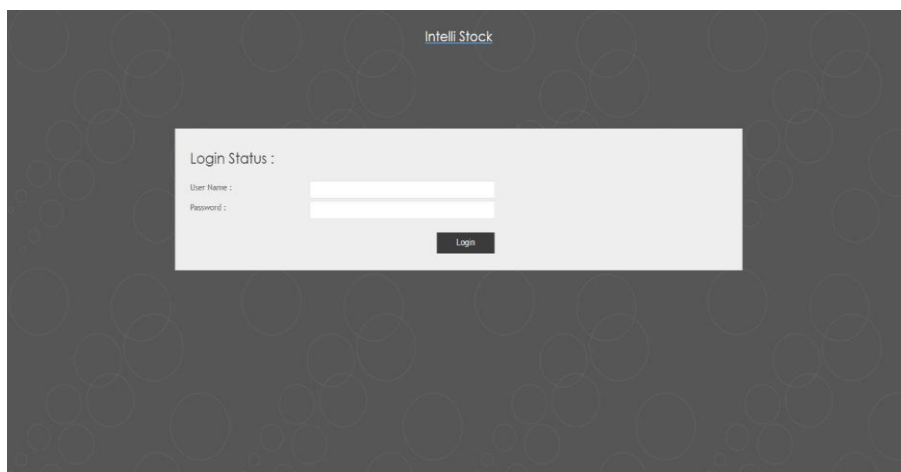 Intelli Stock
Login Status :
User Name :
Password :
Login